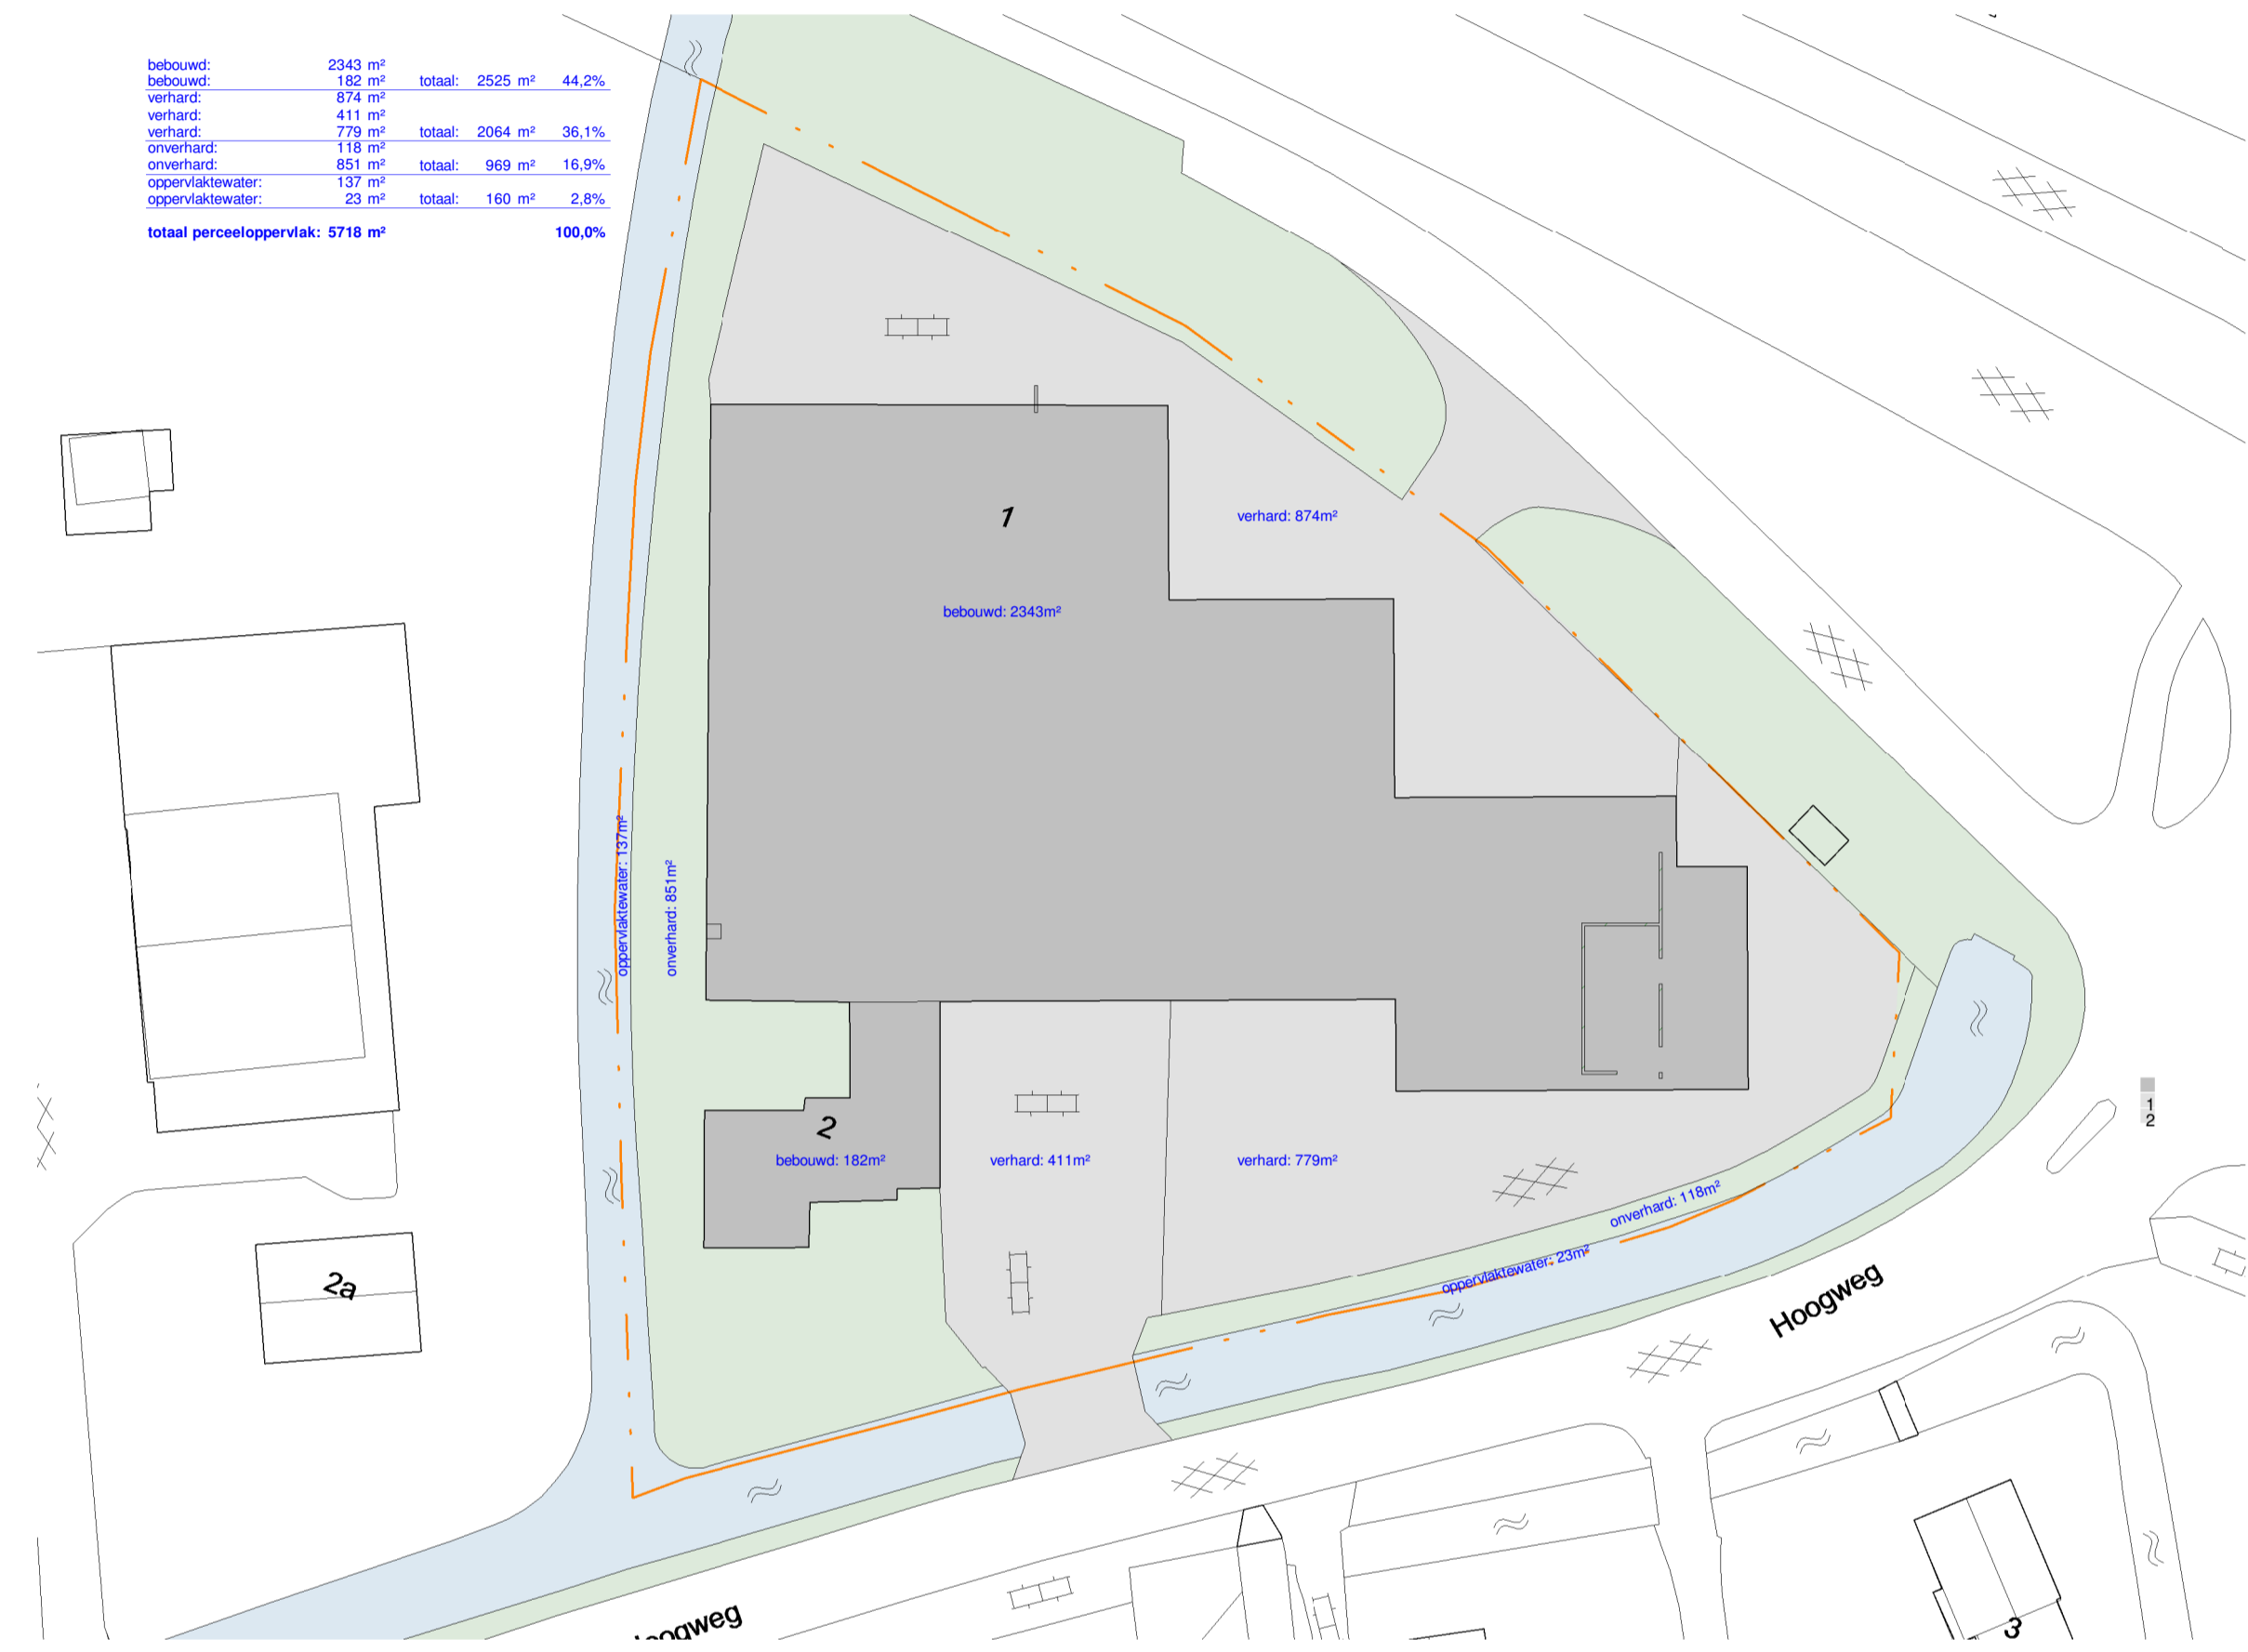 bebouwd: 2343 m²
bebouwd: 182 m² totaal: 2525 m² 44,2%
verhard: 874 m²
verhard: 411 m²
verhard: 779 m² totaal: 2064 m² 36,1%
onverhard: 118 m²
onverhard: 851 m² totaal: 969 m² 16,9%
oppervlaktewater: 137 m²
oppervlaktewater: 23 m² totaal: 160 m² 2,8%
totaal perceeloppervlak: 5718 m² 100,0%
1
verhard: 874m²
bebouwd: 2343m²
oppervlaktewater: 137m²
onverhard: 851m²
2
bebouwd: 182m²
verhard: 411m²
verhard: 779m²
onverhard: 118m²
oppervlaktewater: 23m²
1
2
2a
Hoogweg
Hoogweg
3